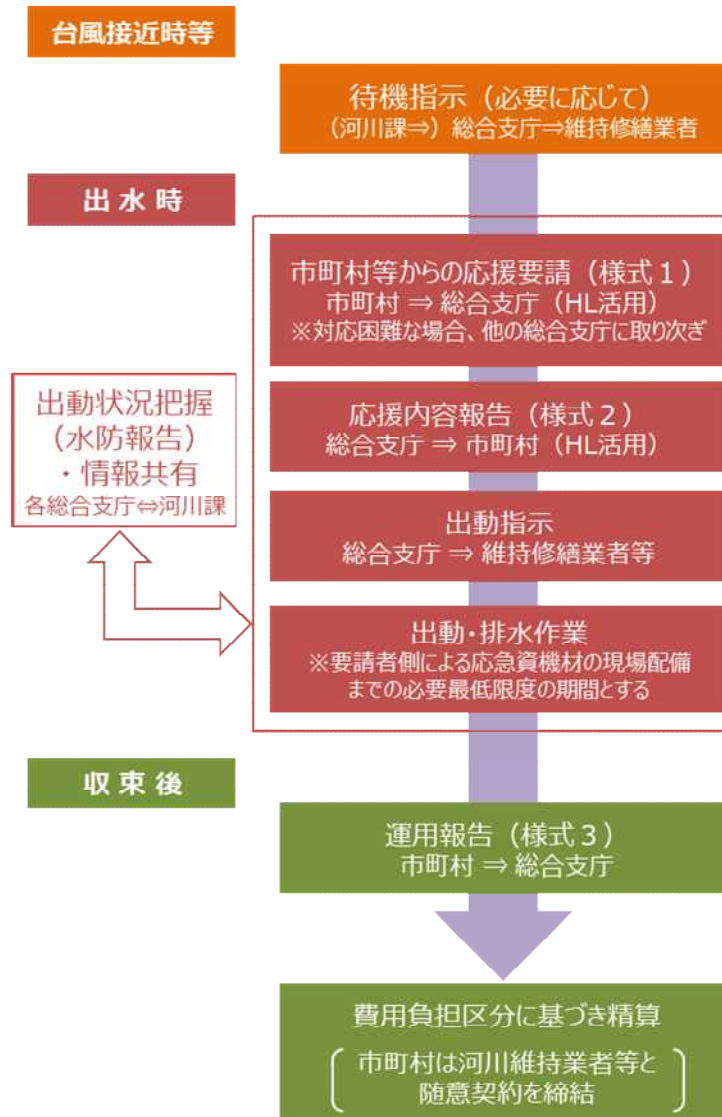 台風接近時等
待機指示（必要に応じて）
（河川課⇒）総合支庁⇒維持修繕業者
出 水 時
市町村等からの応援要請（様式１）
市町村 ⇒ 総合支庁（HL活用）
※対応困難な場合、他の総合支庁に取り次ぎ
出動状況把握
（水防報告）
・情報共有
各総合支庁⇔河川課
応援内容報告（様式２）
総合支庁 ⇒ 市町村（HL活用）
出動指示
総合支庁 ⇒ 維持修繕業者等
出動・排水作業
※要請者側による応急資機材の現場配備
までの必要最低限度の期間とする
収 束 後
運用報告（様式３）
市町村 ⇒ 総合支庁
費用負担区分に基づき精算
（市町村は河川維持業者等と
随意契約を締結）